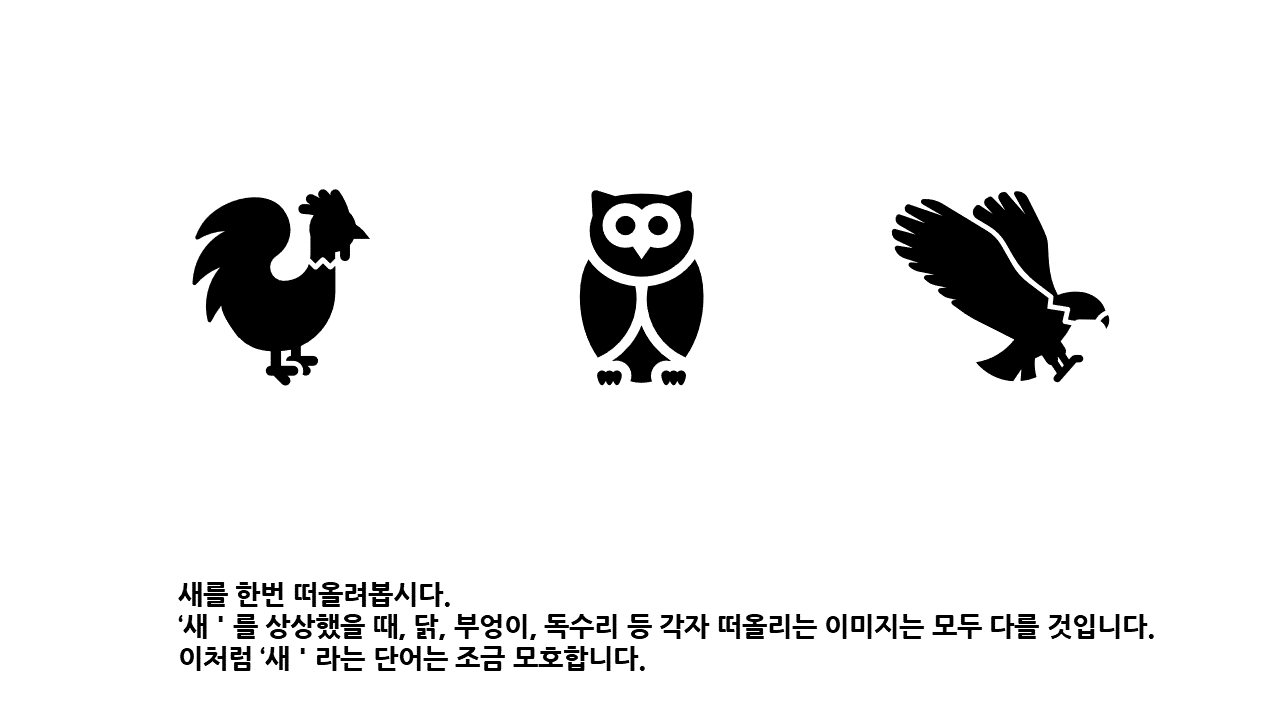 새를 한번 떠올려봅시다.
‘새 ' 를 상상했을 때, 닭, 부엉이, 독수리 등 각자 떠올리는 이미지는 모두 다를 것입니다.
이처럼 ‘새 ' 라는 단어는 조금 모호합니다.